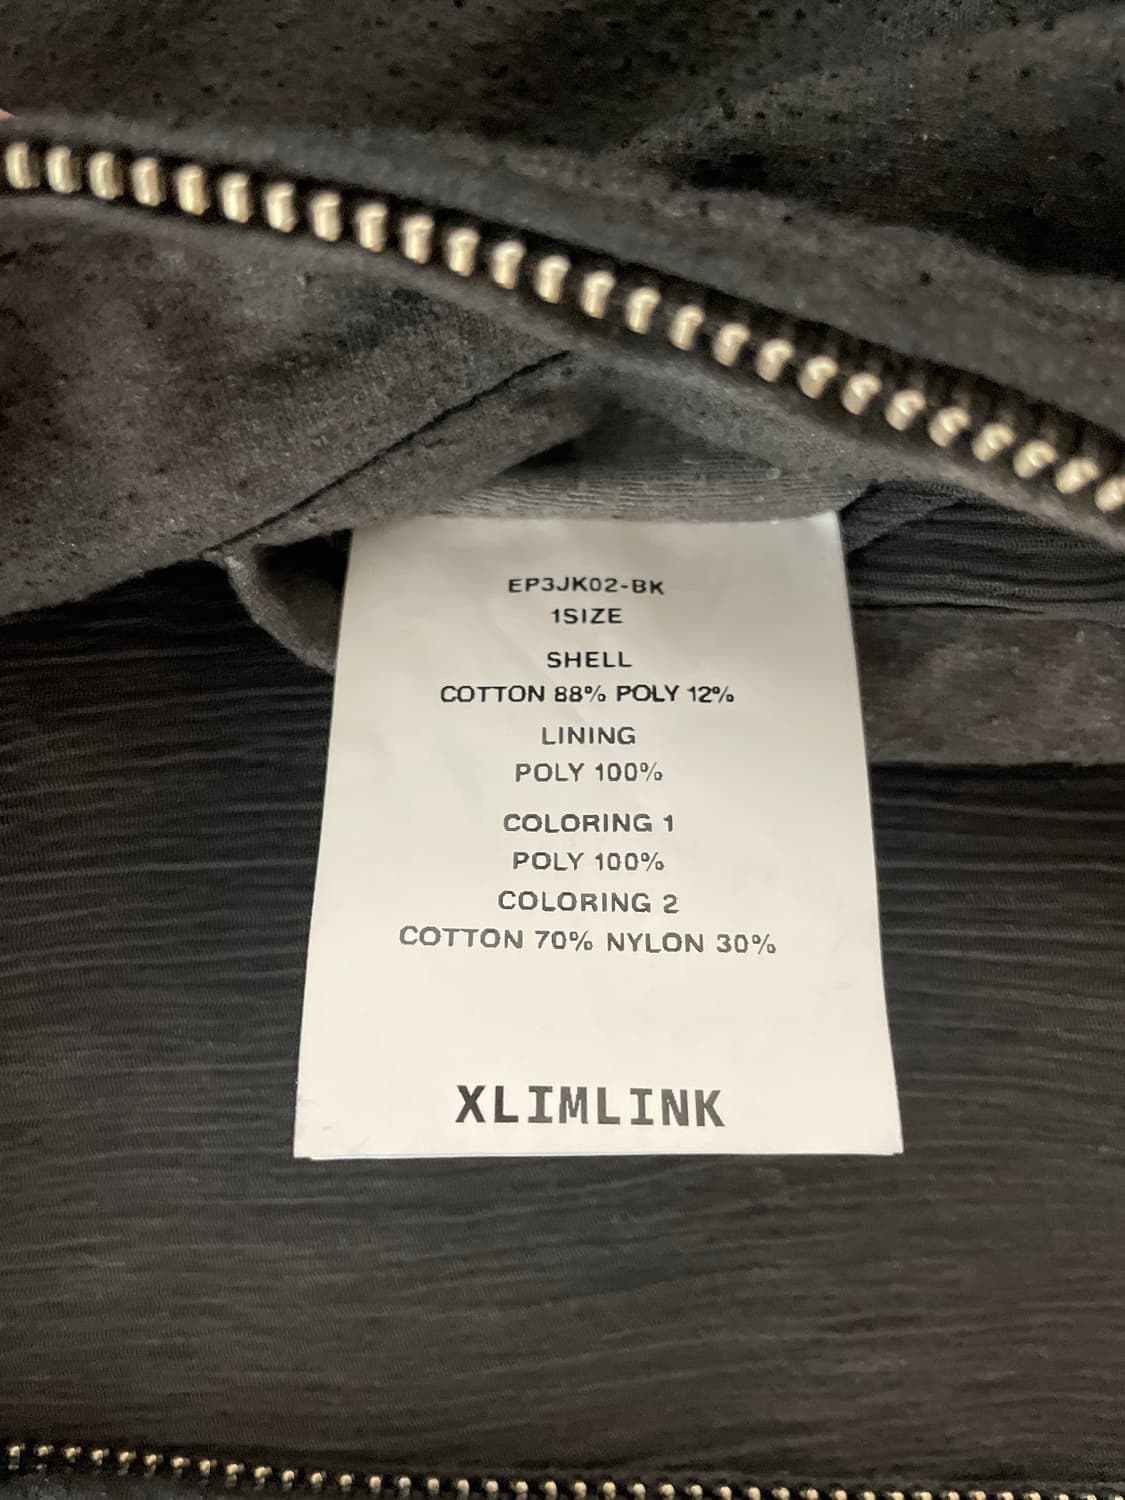 EP3JK02-BK
1SIZE
SHELL
COTTON 88% POLY 12%
LINING
POLY 100%
COLORING 1
POLY 100%
COLORING 2
COTTON 70% NYLON 30%
XLIMLINK